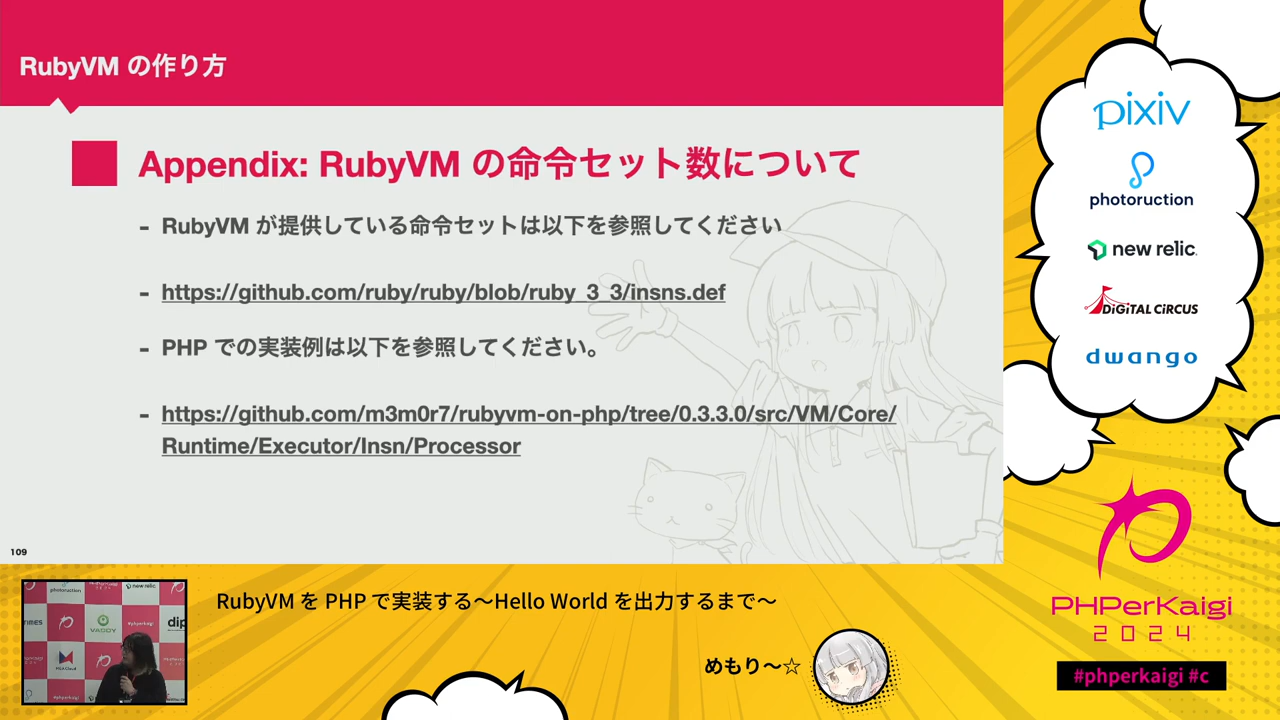 RubyVM の作り方
Appendix: RubyVM の命令セット数について
- RubyVM が提供している命令セットは以下を参照してください
- https://github.com/ruby/ruby/blob/ruby_3_3/insns.def
- PHP での実装例は以下を参照してください。
- https://github.com/m3m0r7/rubyvm-on-php/tree/0.3.3.0/src/VM/Core/
Runtime/Executor/Insn/Processor
109
RubyVM を PHP で実装する〜Hello World を出力するまで〜
めもり〜☆
pixiv
photoruction
new relic.
DiGiTAL CiRCUS
dwango
PHPerKaigi
2024
#phperkaigi #c
photoruction
new relic
VADDY
#phperkaigi